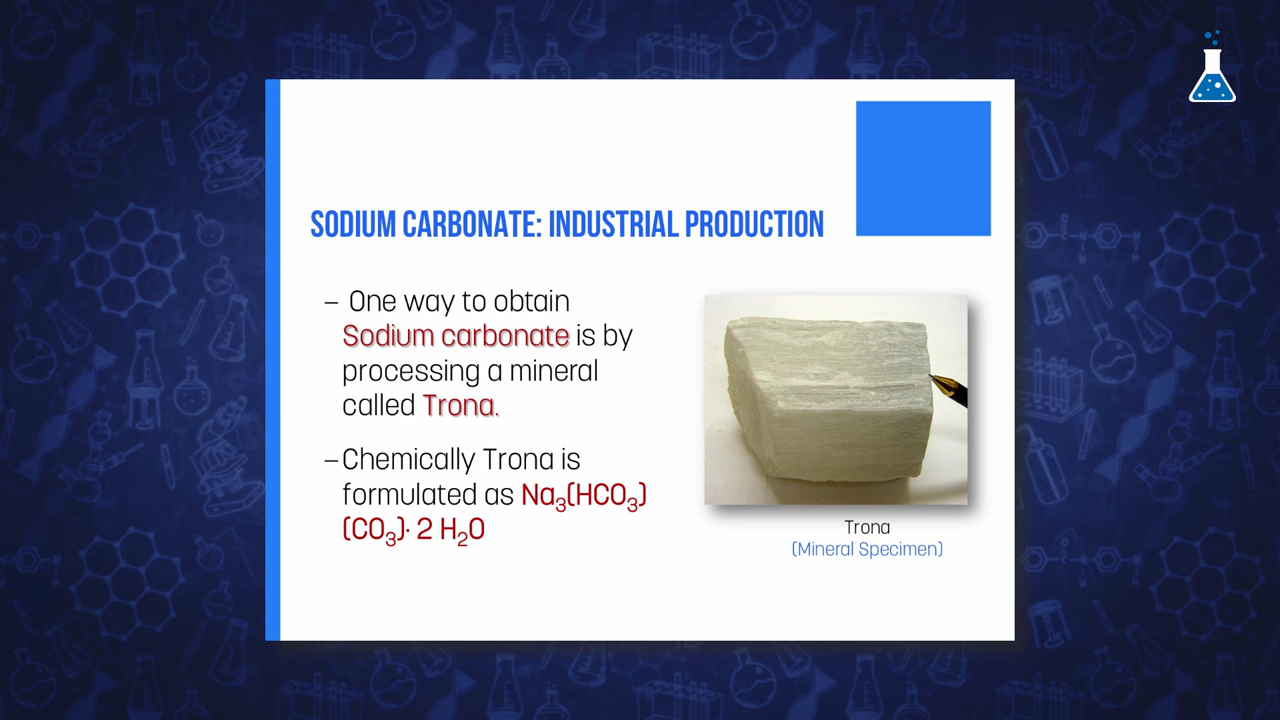 SODIUM CARBONATE: INDUSTRIAL PRODUCTION
– One way to obtain
Sodium carbonate is by
processing a mineral
called Trona.
– Chemically Trona is
formulated as Na₃(HCO₃)
(CO₃)· 2 H₂O
Trona
(Mineral Specimen)